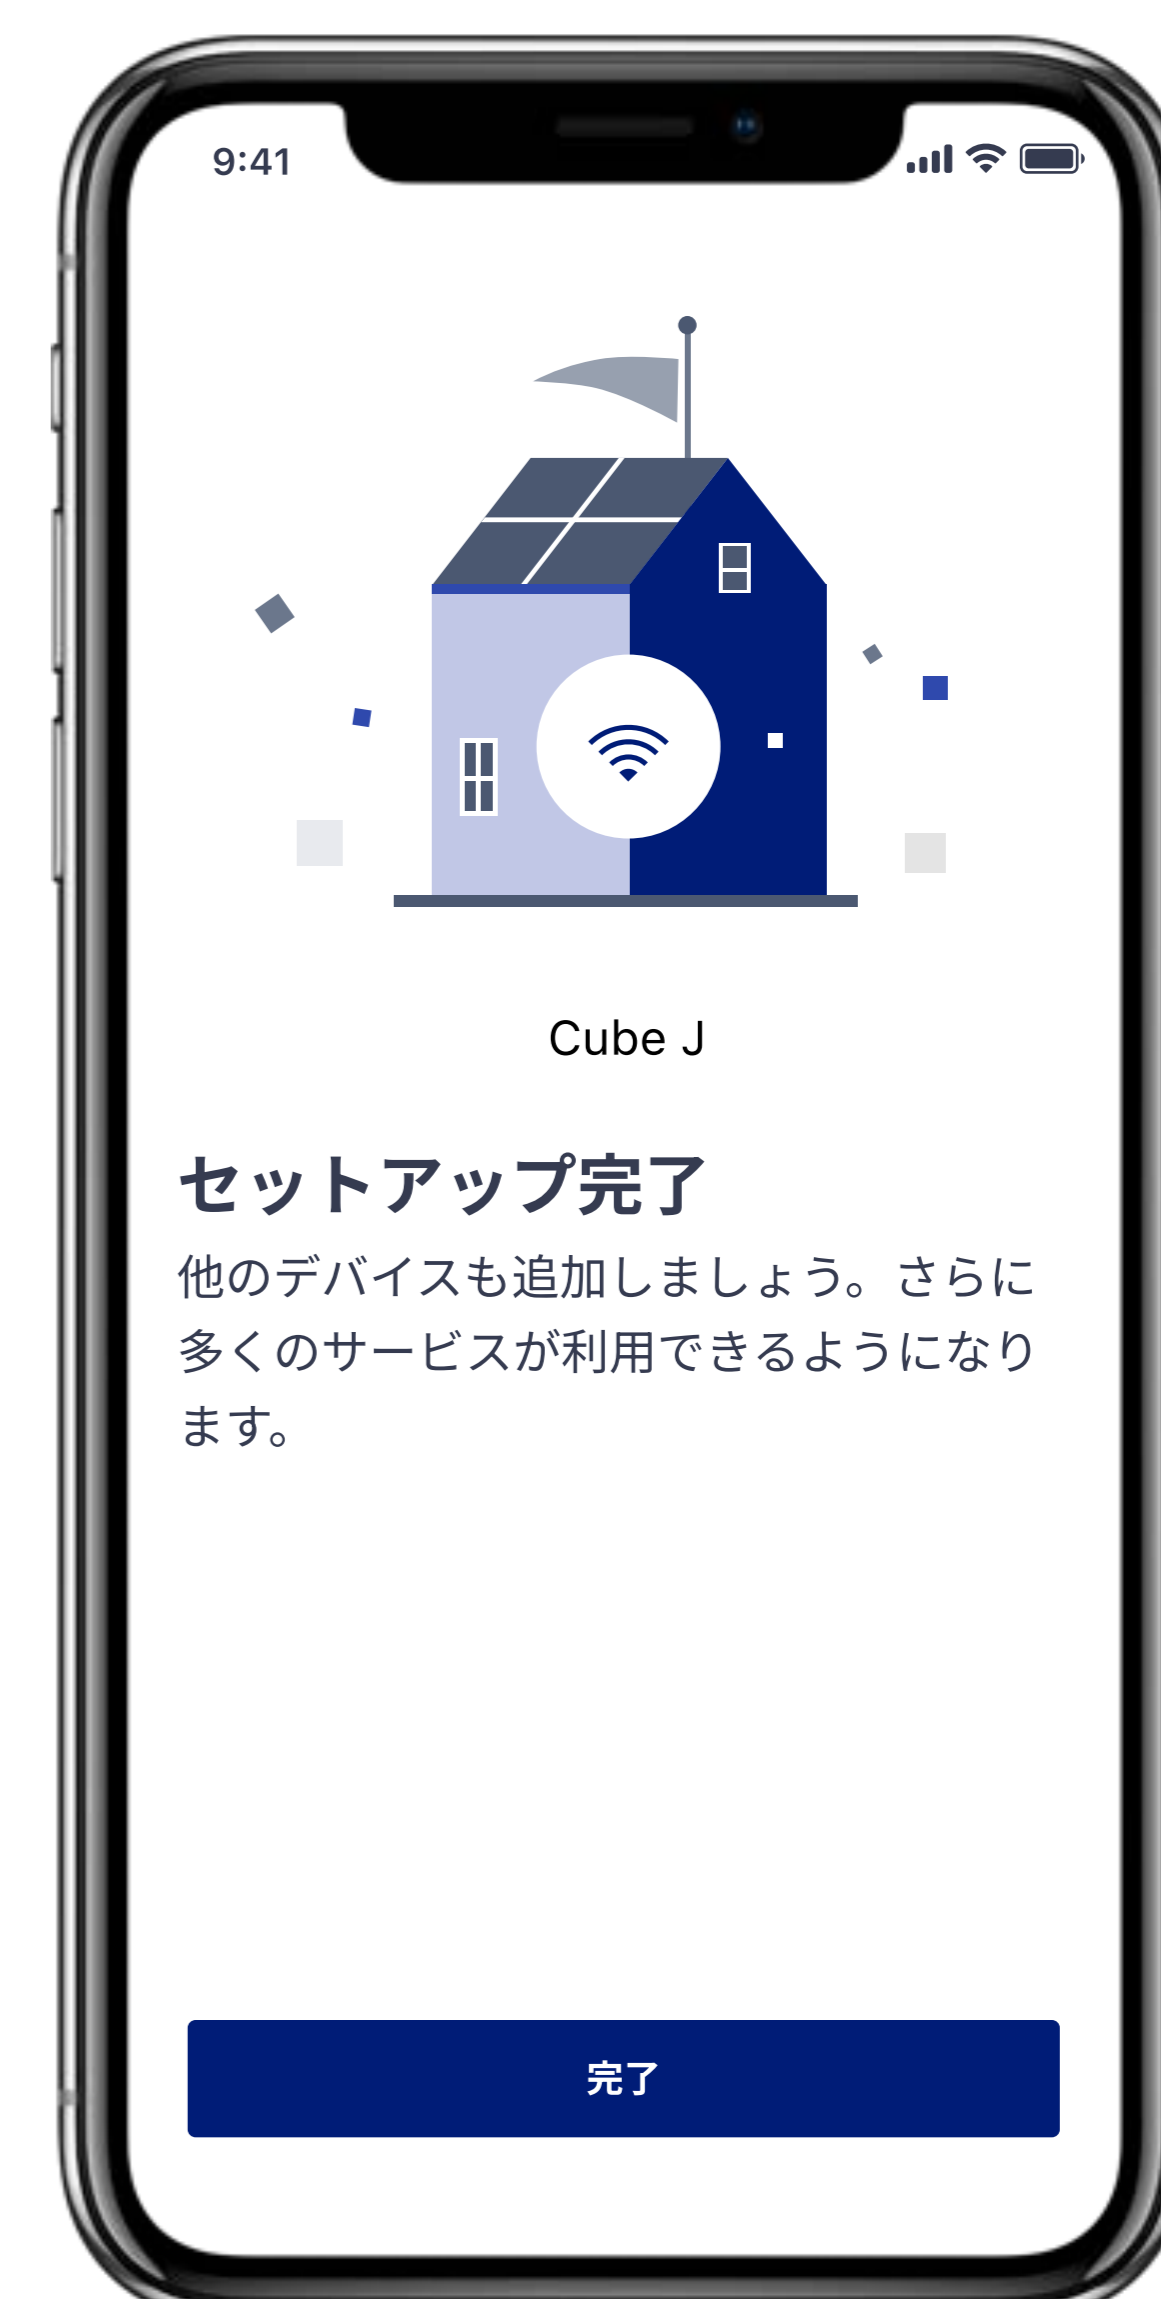 9:41
Cube J
セットアップ完了
他のデバイスも追加しましょう。さらに
多くのサービスが利用できるようになり
ます。
完了